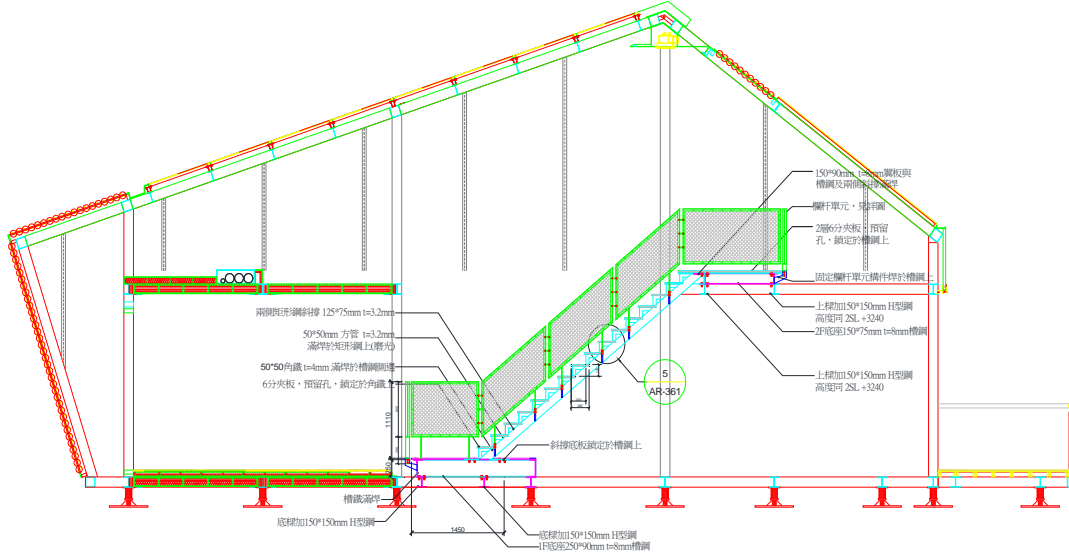 150*90mm t=8mm翼板與
槽鋼及兩側斜撐滿焊
欄杆單元，見詳圖
2層6分夾板，預留
孔，鎖定於槽鋼上
固定欄杆單元構件焊於槽鋼上
上樑加150*150mm H型鋼
高度同 2SL +3240
2F底座150*75mm t=8mm槽鋼
上樑加150*150mm H型鋼
高度同 2SL +3240
兩側矩形鋼斜撐 125*75mm t=3.2mm
50*50mm 方管 t=3.2mm
滿焊於矩形鋼上(磨光)
50*50角鐵 t=4mm 滿焊於槽鋼側邊
6分夾板，預留孔，鎖定於角鐵上
5
AR-361
1110
250
斜撐底板鎖定於槽鋼上
槽鐵滿焊
底樑加150*150mm H型鋼
1450
底樑加150*150mm H型鋼
1F底座250*90mm t=8mm槽鋼